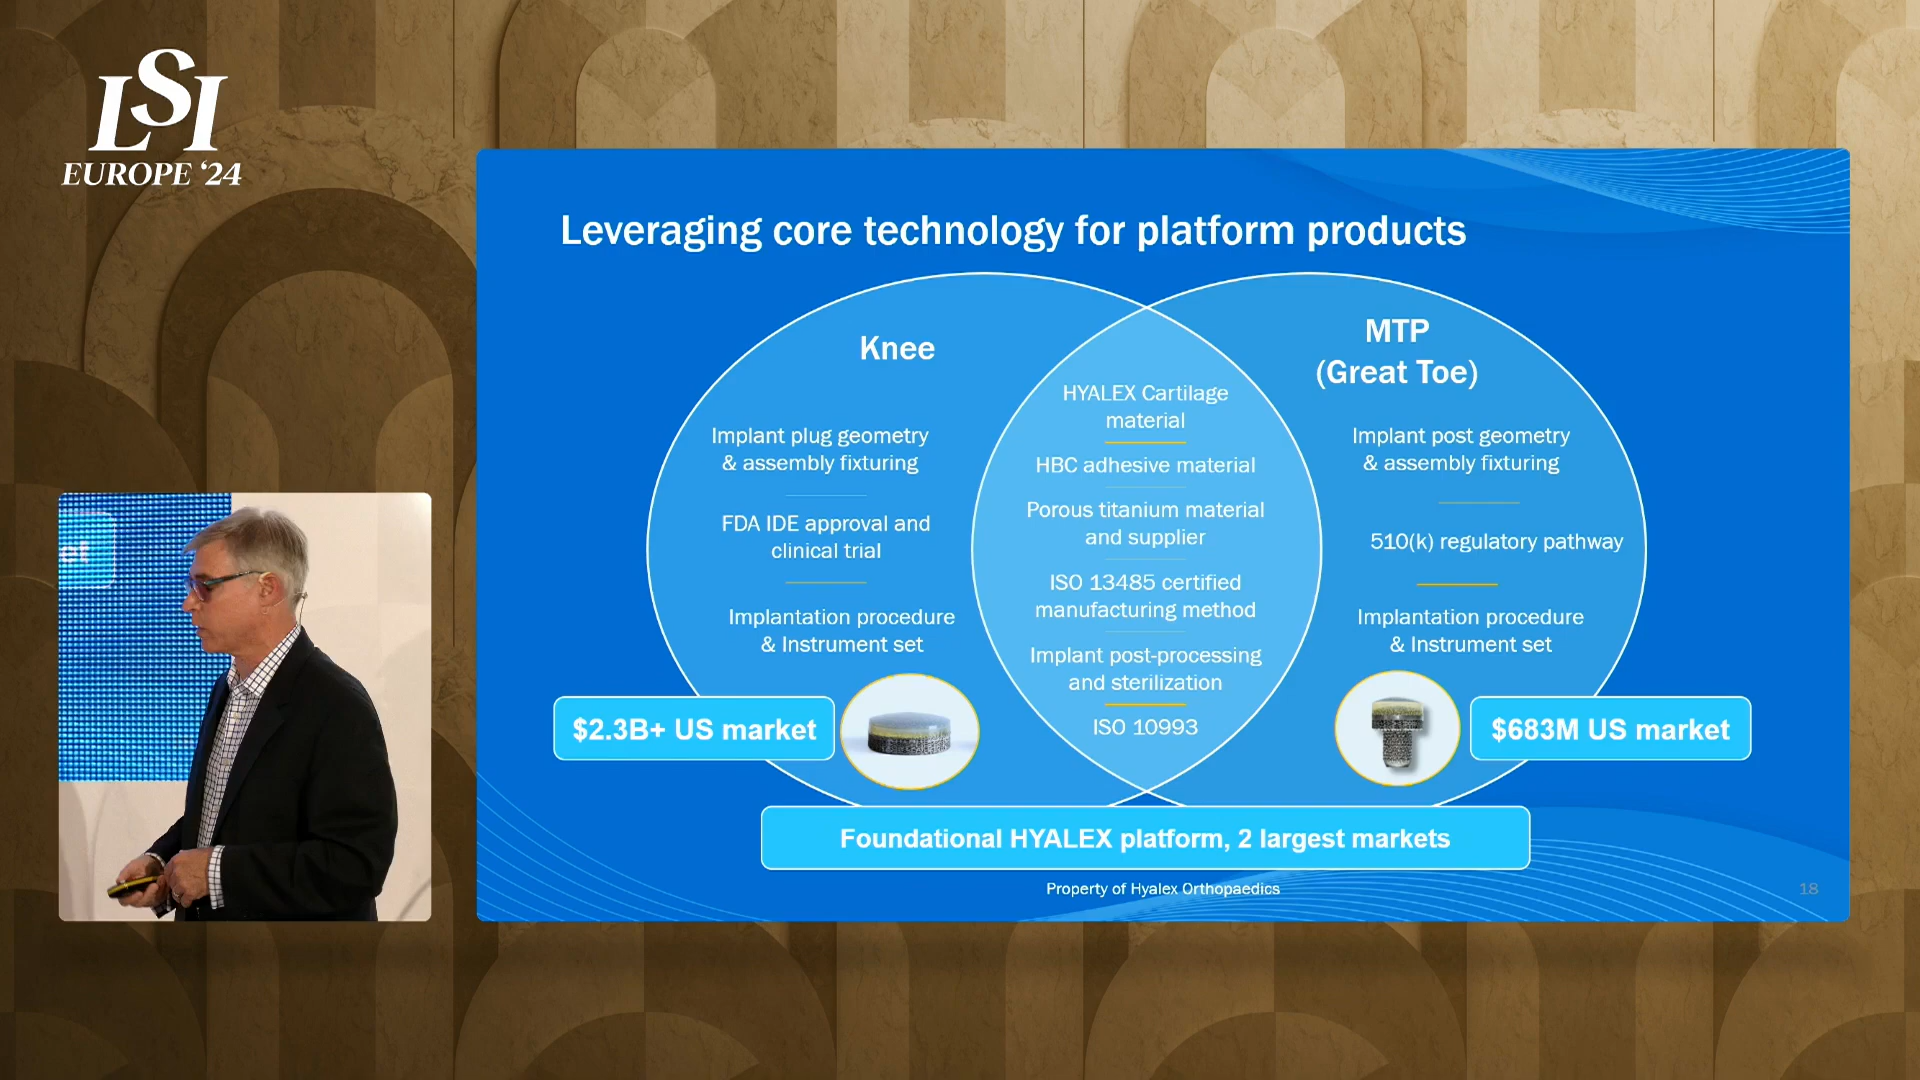 LSI
EUROPE ‘24
Leveraging core technology for platform products
Knee
Implant plug geometry
& assembly fixturing
FDA IDE approval and
clinical trial
Implantation procedure
& Instrument set
$2.3B+ US market
HYALEX Cartilage
material
HBC adhesive material
Porous titanium material
and supplier
ISO 13485 certified
manufacturing method
Implant post-processing
and sterilization
ISO 10993
MTP
(Great Toe)
Implant post geometry
& assembly fixturing
510(k) regulatory pathway
Implantation procedure
& Instrument set
$683M US market
Foundational HYALEX platform, 2 largest markets
Property of Hyalex Orthopaedics
18